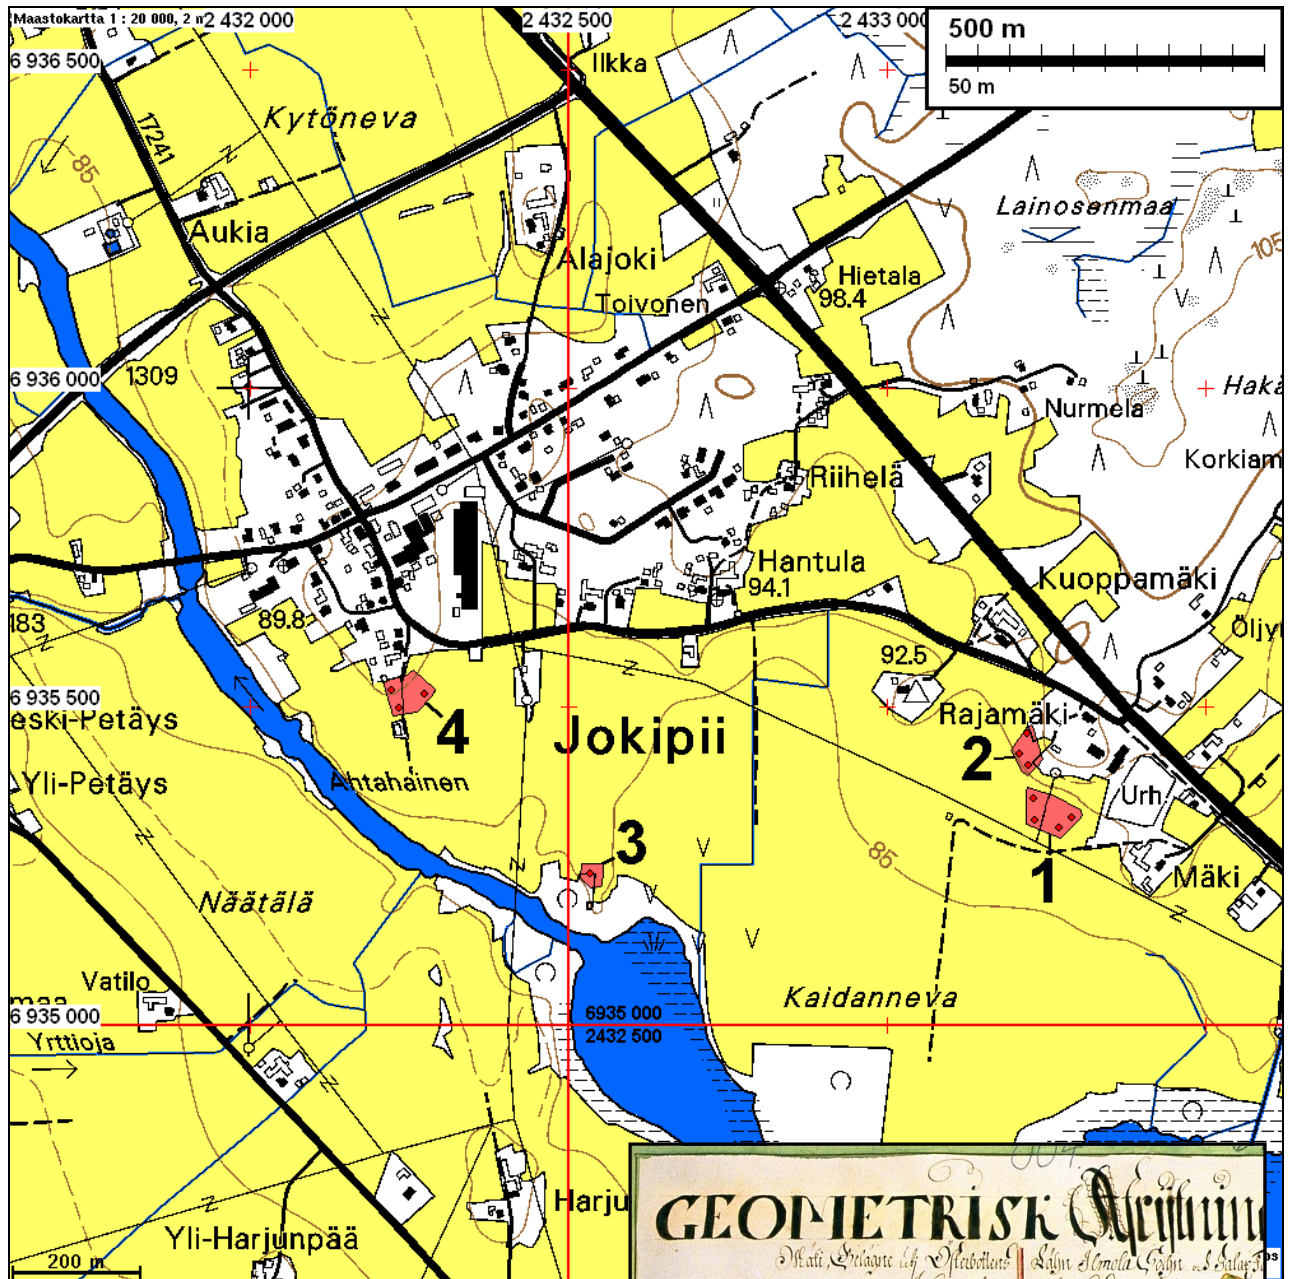 Maastokartta 1 : 20 000, 2 n
2 432 000
2 432 500
2 433 000
500 m
50 m
6 936 500
Ilkka
Kytöneva
17241
85
Aukia
Alajoki
Toivonen
Hietala
98.4
Lainosenmaa
105
6 936 000
1309
Nurmela
Hakä
Korkiam
Riihelä
Hantula
94.1
Kuoppamäki
183
89.8
Öljy
92.5
6 935 500
eski-Petäys
4
Jokipii
Rajamäki
2
Yli-Petäys
Ahtahainen
Urh.
3
85
1
Mäki
Näätälä
Vatilo
Kaidanneva
maa
6 935 000
6935 000
2432 500
Yrttioja
004.
GEOMETRISK
Harju
Yli-Harjunpää
200 m